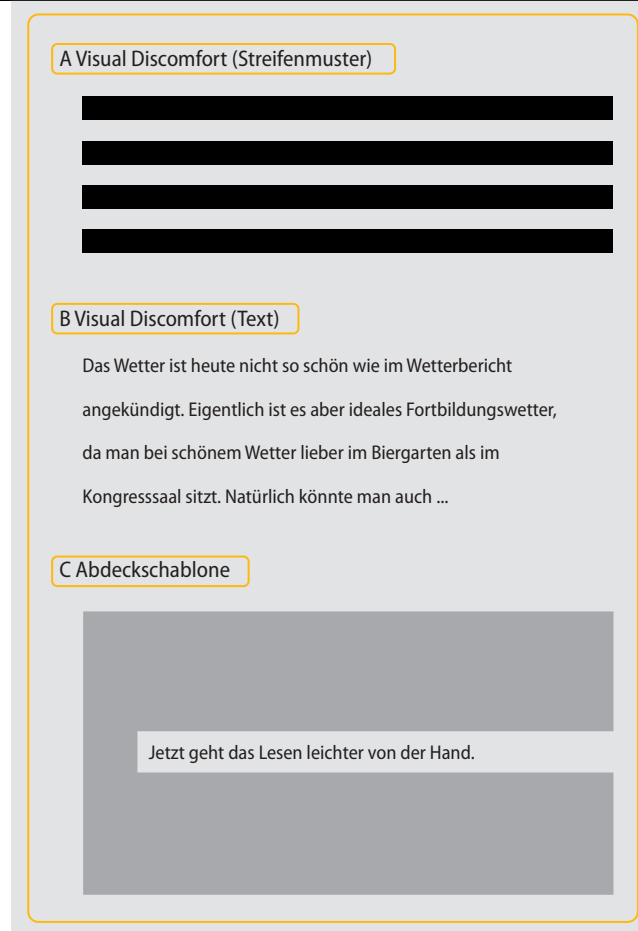 A Visual Discomfort (Streifenmuster)
B Visual Discomfort (Text)
Das Wetter ist heute nicht so schön wie im Wetterbericht
angekündigt. Eigentlich ist es aber ideales Fortbildungswetter,
da man bei schönem Wetter lieber im Biergarten als im
Kongresssaal sitzt. Natürlich könnte man auch ...
C Abdeckschablone
Jetzt geht das Lesen leichter von der Hand.